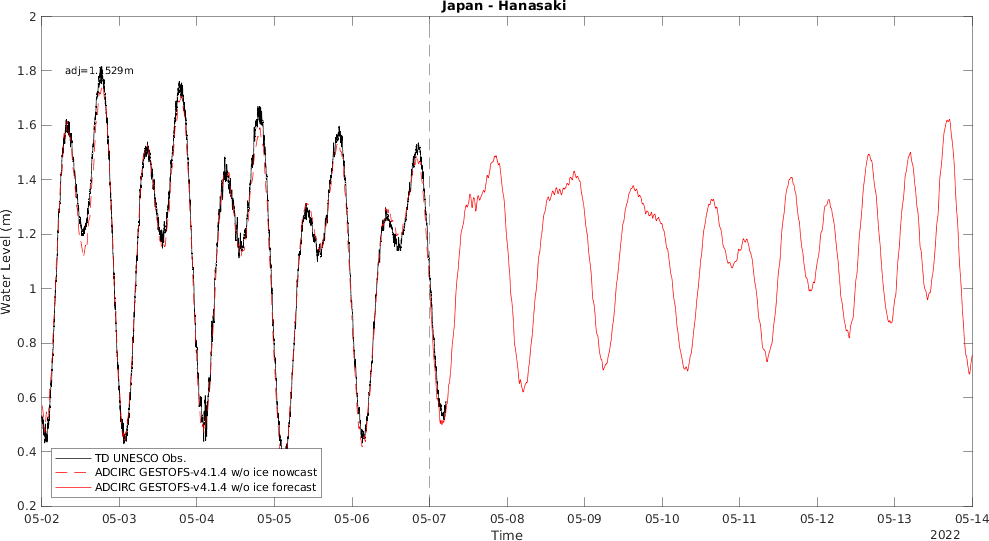 Japan - Hanasaki
2
1.8
1.6
1.4
1.2
1
0.8
0.6
0.4
0.2
Water Level (m)
TD UNESCO Obs.
ADCIRC GESTOFS-v4.1.4 w/o ice nowcast
ADCIRC GESTOFS-v4.1.4 w/o ice forecast
05-02 05-03 05-04 05-05 05-06 05-07 05-08 05-09 05-10 05-11 05-12 05-13 05-14
Time
2022